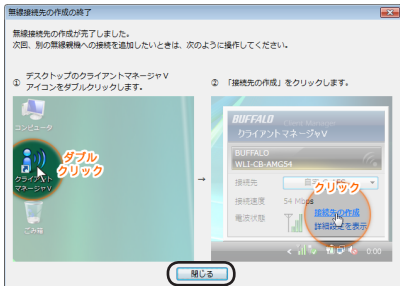 無線接続先の作成の終了
無線接続先の作成が完了しました。
次回、別の無線親機への接続を追加したいときは、次のように操作してください。
① デスクトップのクライアントマネージャV
アイコンをダブルクリックします。
コンピュータ
ダブル
クリック
クライアント
マネージャV
ごみ箱
→
② 「接続先の作成」をクリックします。
BUFFALO Client Manager
クライアントマネージャV
BUFFALO
WLI-CB-AMG54
接続先
クリック
接続速度 54 Mbps
接続先の作成
電波状態
詳細設定を表示
0:00
閉じる